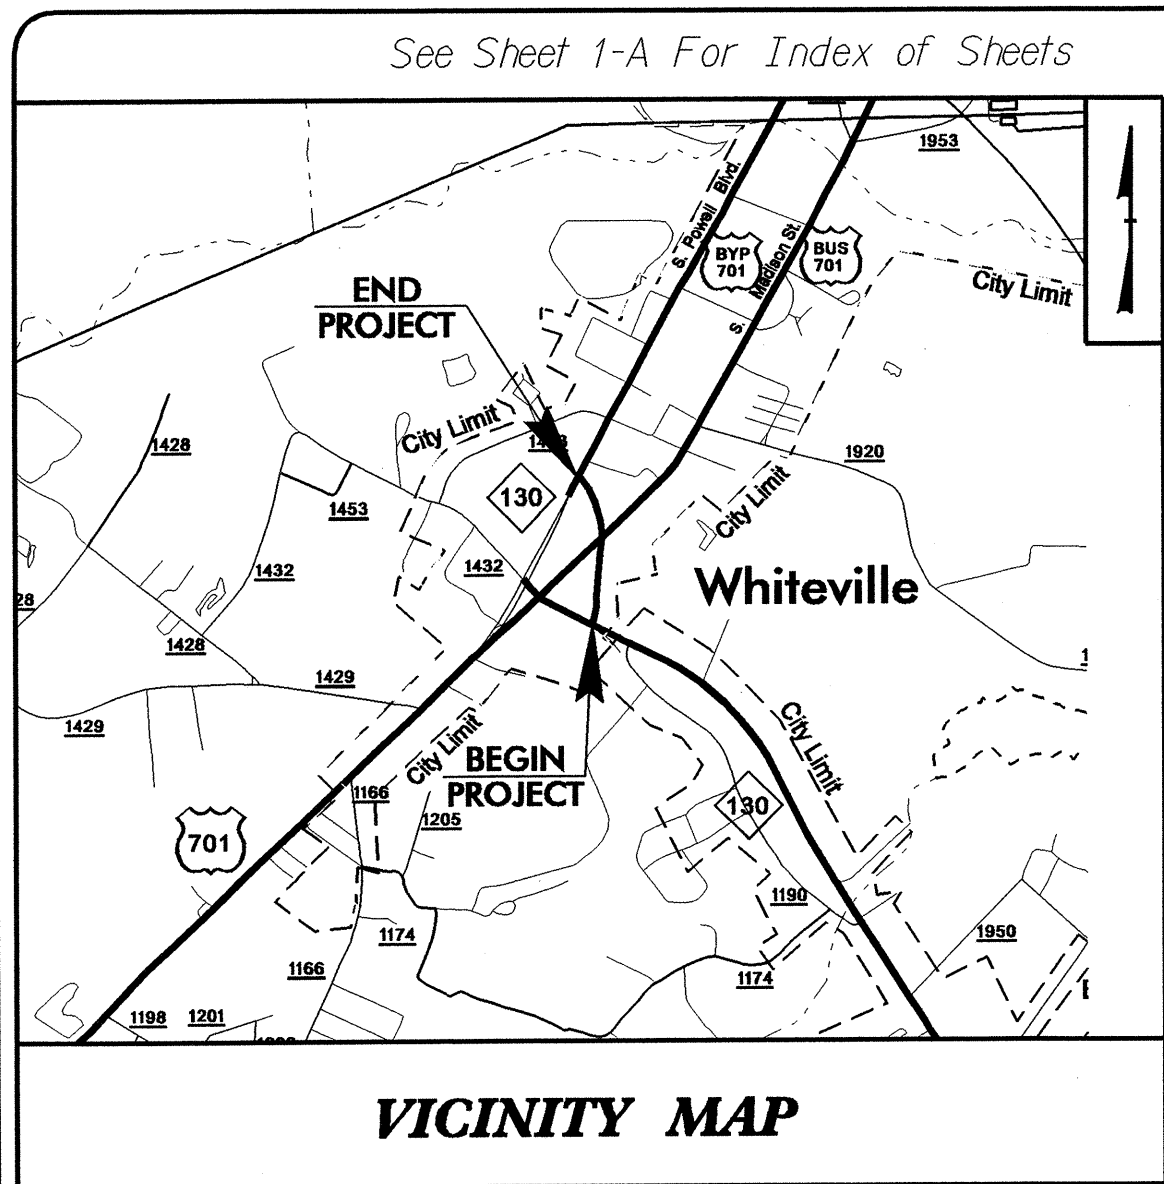 See Sheet 1-A For Index of Sheets
1953
S. Powell Blvd.
BYP
701
S. Madison St.
BUS
701
City Limit
END
PROJECT
City Limit
1428
1920
130
1453
City Limit
1432
1432
Whiteville
28
1428
1429
1429
City Limit
City Limit
BEGIN
PROJECT
1166
130
1205
701
1190
1174
1950
1166
1174
1198
1201
VICINITY MAP